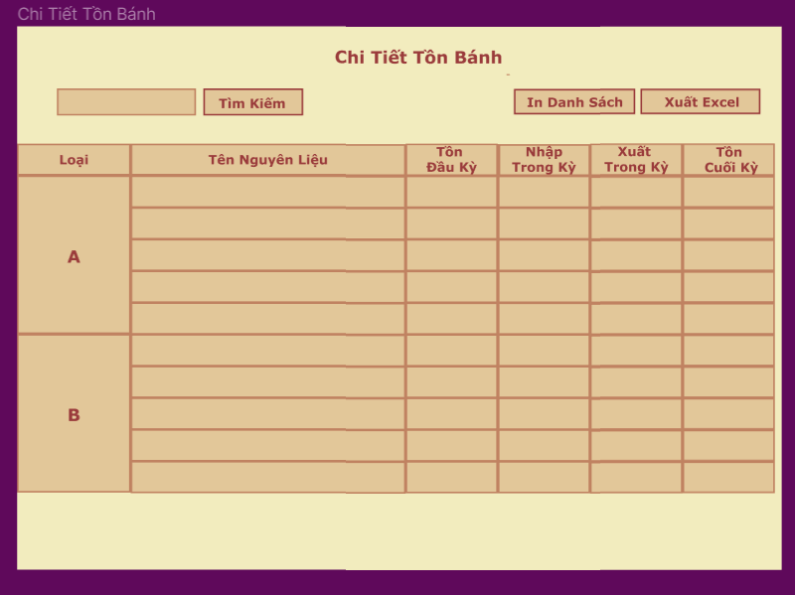 Chi Tiết Tồn Bánh
Chi Tiết Tồn Bánh
Tìm Kiếm
In Danh Sách
Xuất Excel
Loại
Tên Nguyên Liệu
Tồn
Đầu Kỳ
Nhập
Trong Kỳ
Xuất
Trong Kỳ
Tồn
Cuối Kỳ
A
B